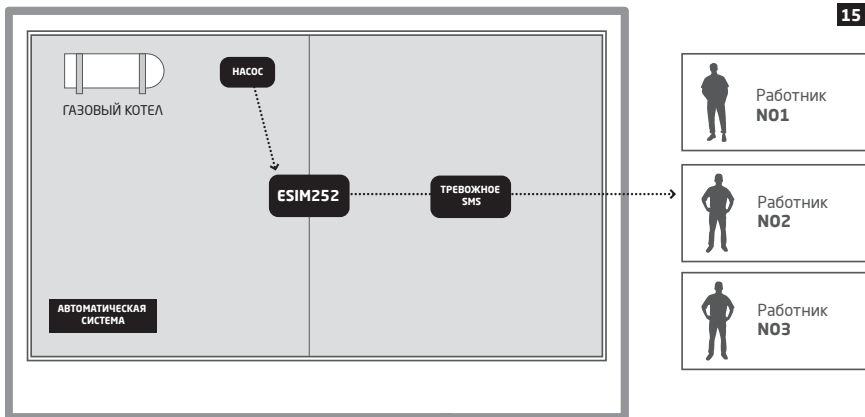 15
НАСОС
ГАЗОВЫЙ КОТЕЛ
Работник
NO1
ESIM252
ТРЕВОЖНОЕ
SMS
Работник
NO2
АВТОМАТИЧЕСКАЯ
СИСТЕМА
Работник
NO3